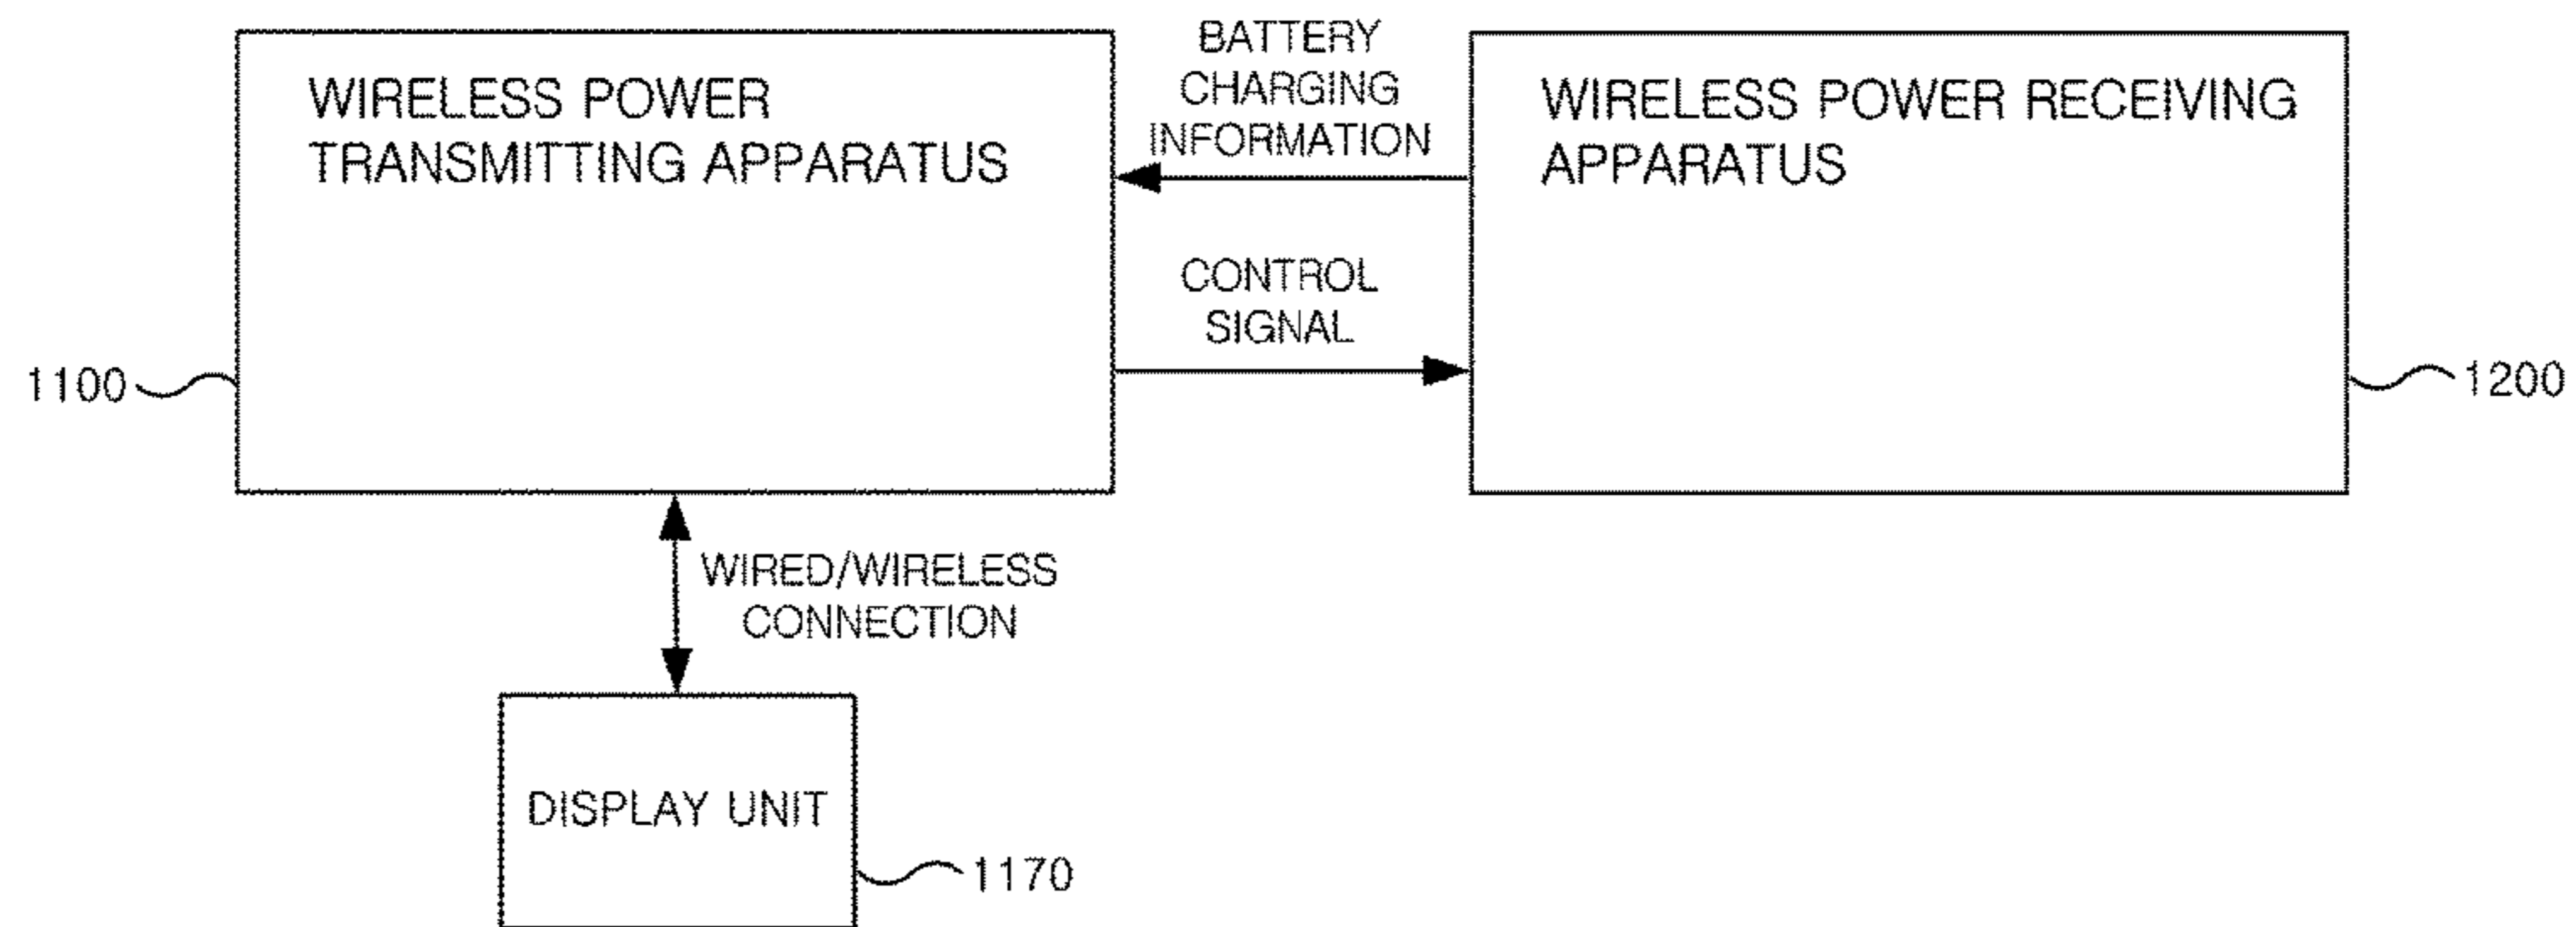 WIRELESS POWER
TRANSMITTING APPARATUS
BATTERY
CHARGING
INFORMATION
WIRELESS POWER RECEIVING
APPARATUS
CONTROL
SIGNAL
1100
1200
WIRED/WIRELESS
CONNECTION
DISPLAY UNIT
1170